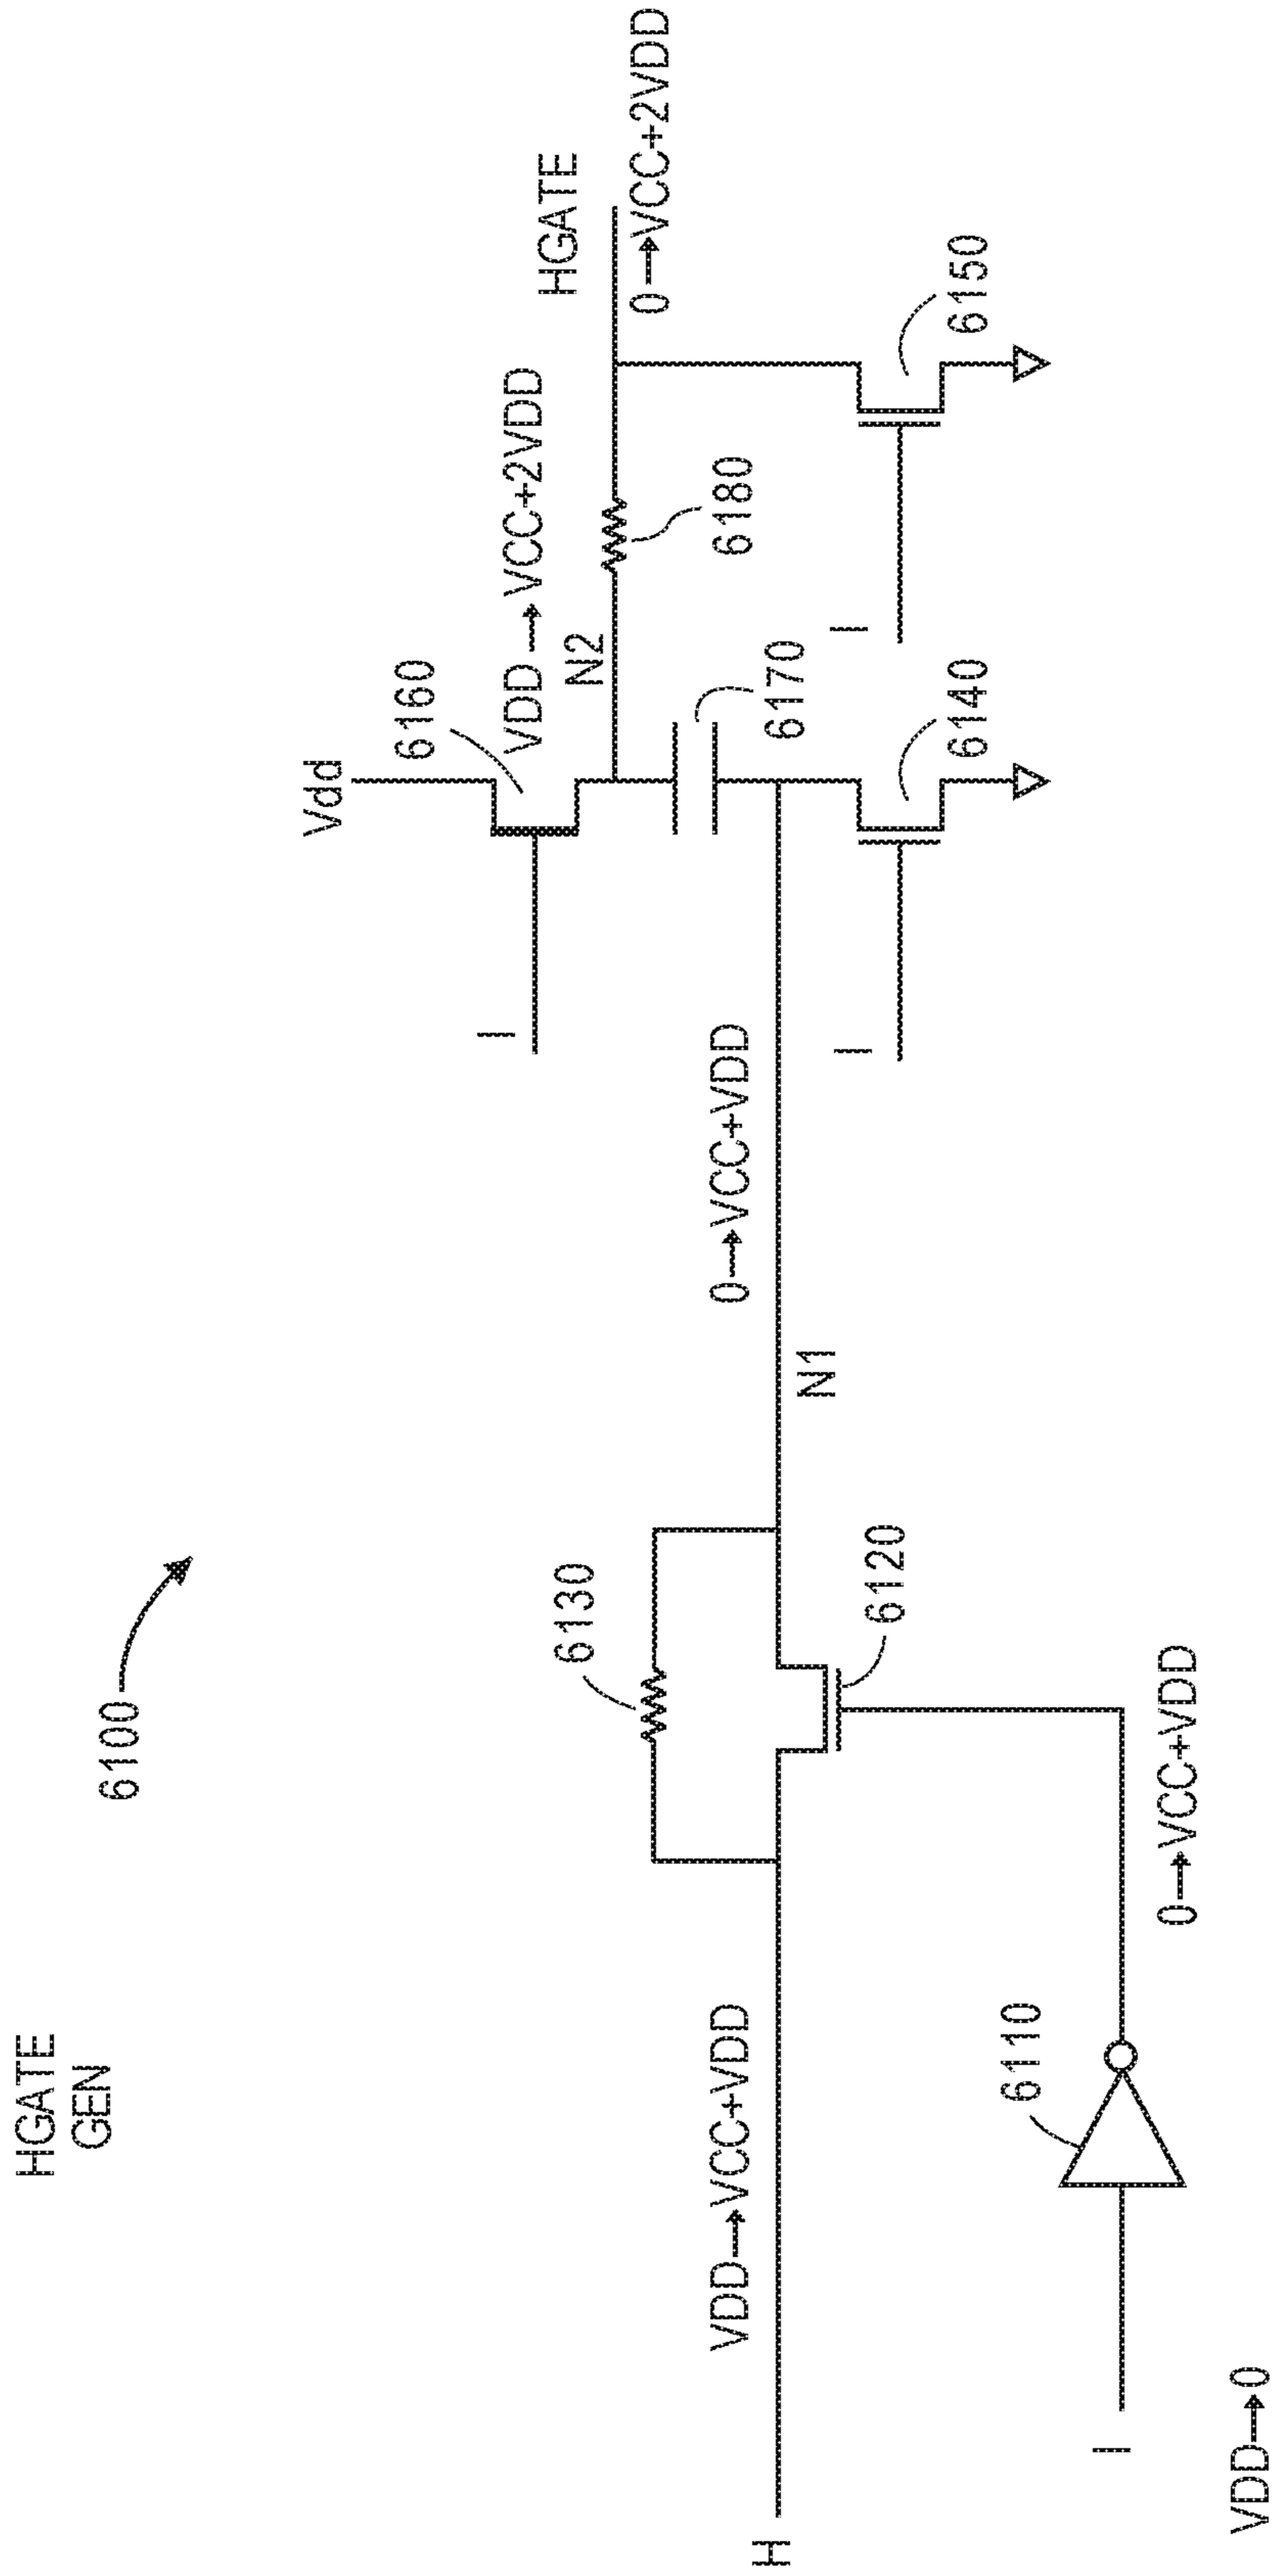 HGATE
GEN
6100
Vdd
6160
I
VDD→VCC+2VDD
N2
HGATE
0→VCC+2VDD
6180
6170
I
6150
I
6140
0→VCC+VDD
N1
6130
6120
VDD→VCC+VDD
H
6110
0→VCC+VDD
I
VDD→0